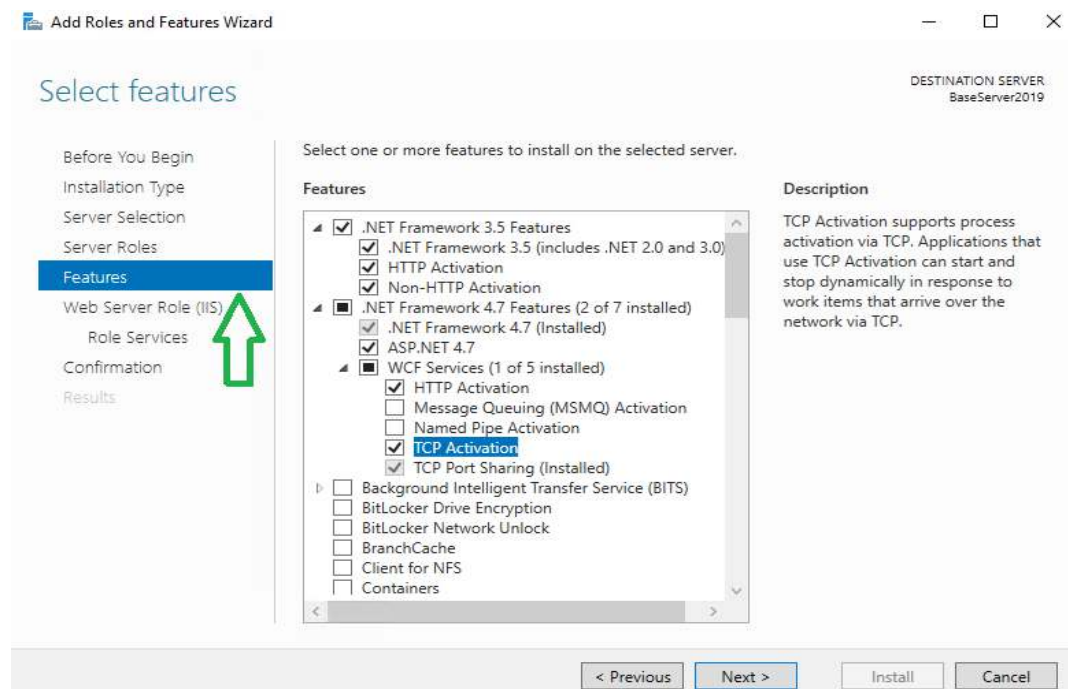 Add Roles and Features Wizard
Select features
DESTINATION SERVER
BaseServer2019
Before You Begin
Installation Type
Server Selection
Server Roles
Features
Web Server Role (IIS)
Role Services
Confirmation
Results
Select one or more features to install on the selected server.
Features
.NET Framework 3.5 Features
.NET Framework 3.5 (includes .NET 2.0 and 3.0)
HTTP Activation
Non-HTTP Activation
.NET Framework 4.7 Features (2 of 7 installed)
.NET Framework 4.7 (Installed)
ASP.NET 4.7
WCF Services (1 of 5 installed)
HTTP Activation
Message Queuing (MSMQ) Activation
Named Pipe Activation
TCP Activation
TCP Port Sharing (Installed)
Background Intelligent Transfer Service (BITS)
BitLocker Drive Encryption
BitLocker Network Unlock
BranchCache
Client for NFS
Containers
Description
TCP Activation supports process
activation via TCP. Applications that
use TCP Activation can start and
stop dynamically in response to
work items that arrive over the
network via TCP.
< Previous
Next >
Install
Cancel